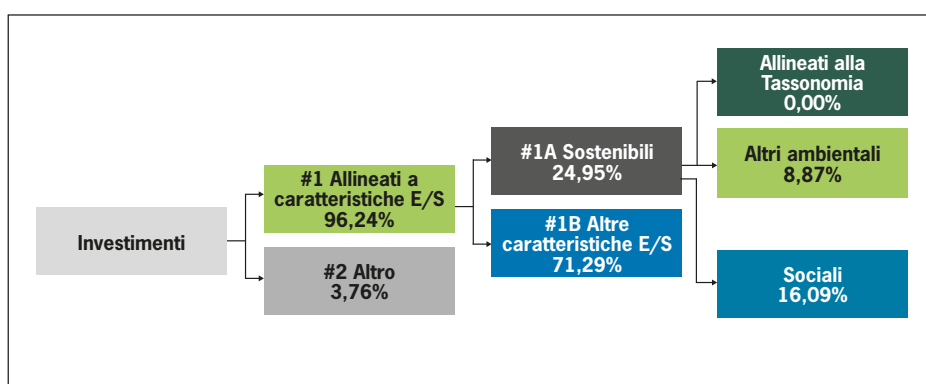 Investimenti
#1 Allineati a
caratteristiche E/S
96,24%
#2 Altro
3,76%
#1A Sostenibili
24,95%
#1B Altre
caratteristiche E/S
71,29%
Allineati alla
Tassonomia
0,00%
Altri ambientali
8,87%
Sociali
16,09%